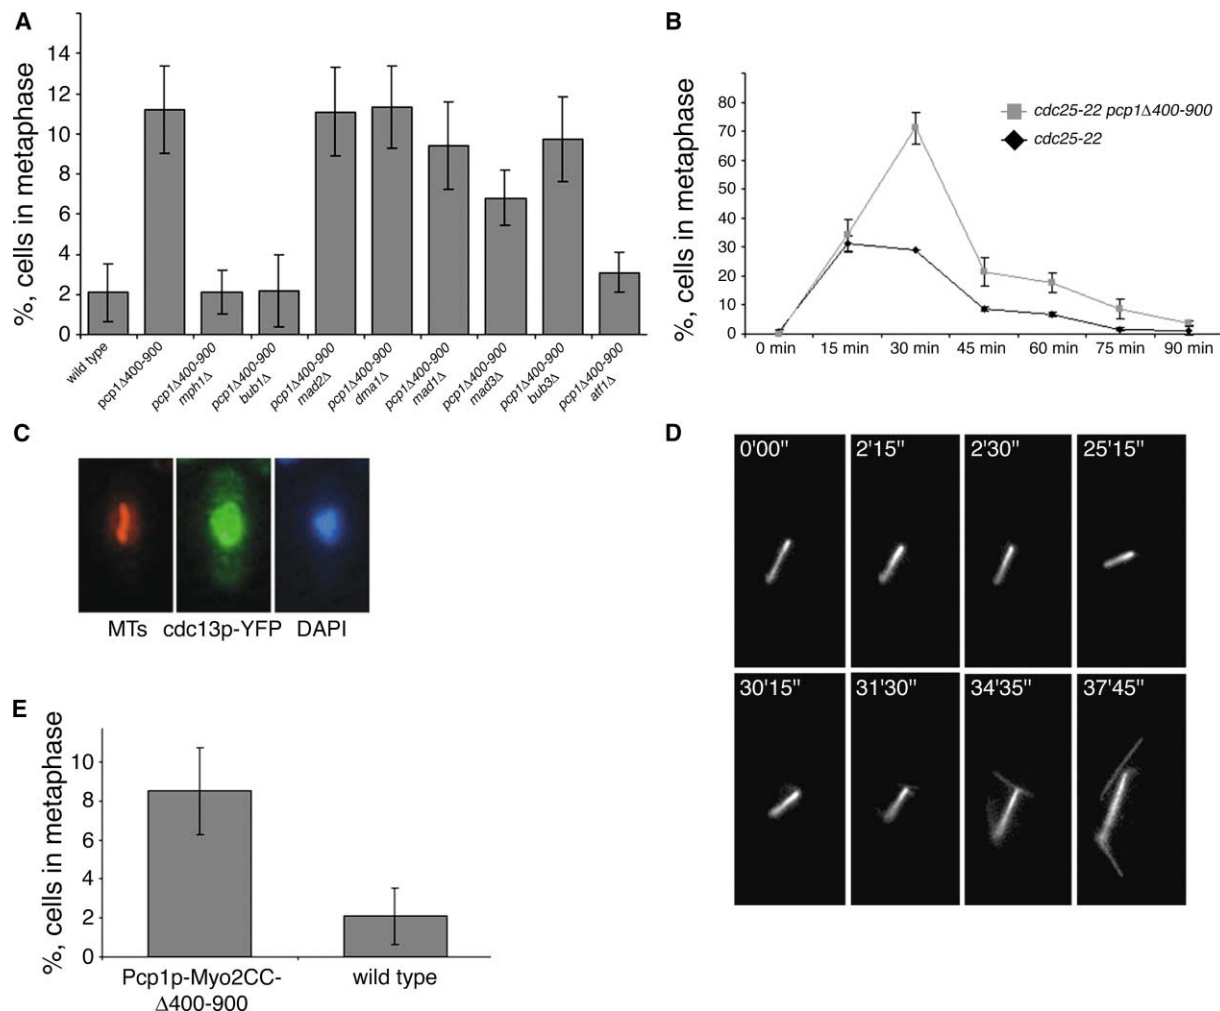 A
%, cells in metaphase
14
12
10
8
6
4
2
0
wild type
pcp1Δ400-900
pcp1Δ400-900
mph1Δ
pcp1Δ400-900
bub1Δ
pcp1Δ400-900
mad2Δ
pcp1Δ400-900
dma1Δ
pcp1Δ400-900
mad1Δ
pcp1Δ400-900
mad3Δ
pcp1Δ400-900
bub3Δ
pcp1Δ400-900
atf1Δ
B
%, cells in metaphase
80
70
60
50
40
30
20
10
0
0 min 15 min 30 min 45 min 60 min 75 min 90 min
cdc25-22 pcp1Δ400-900
cdc25-22
C
MTs cdc13p-YFP DAPI
D
0'00" 2'15" 2'30" 25'15"
30'15" 31'30" 34'35" 37'45"
E
%, cells in metaphase
10
8
6
4
2
0
Pcp1p-Myo2CC-
Δ400-900
wild type